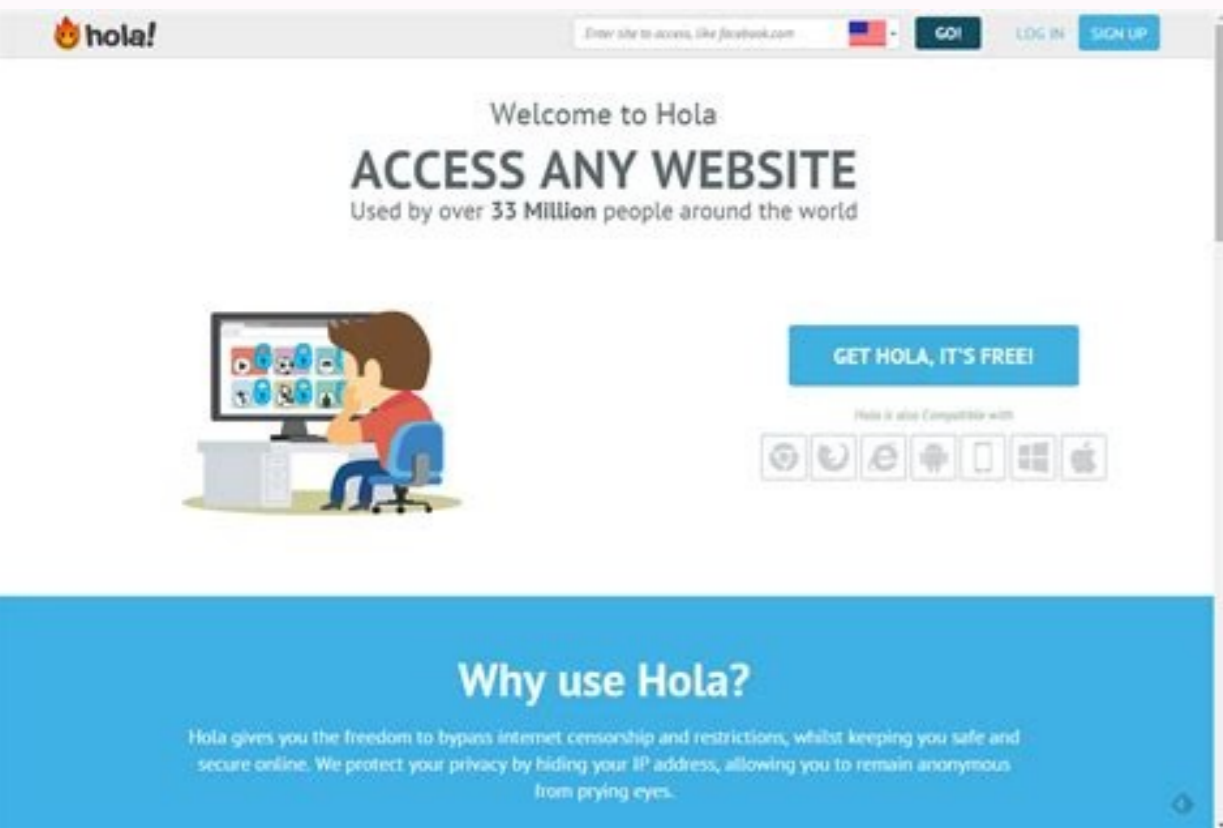 hola!
Enter site to access, like facebook.com
GO!
LOG IN
SIGN UP
Welcome to Hola
ACCESS ANY WEBSITE
Used by over 33 Million people around the world
GET HOLA, IT'S FREE!
Hola is also Compatible with
Why use Hola?
Hola gives you the freedom to bypass internet censorship and restrictions, whilst keeping you safe and
secure online. We protect your privacy by hiding your IP address, allowing you to remain anonymous
from prying eyes.